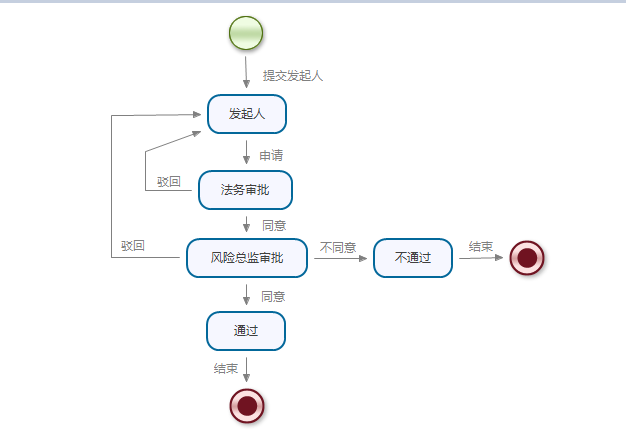 提交发起人
发起人
申请
驳回
法务审批
同意
驳回
风险总监审批
不同意
不通过
结束
同意
通过
结束